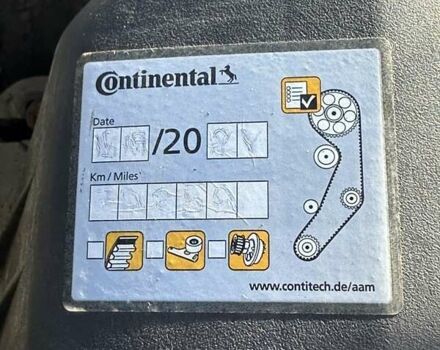 Continental
Date
/20
Km / Miles
www.contitech.de/aam